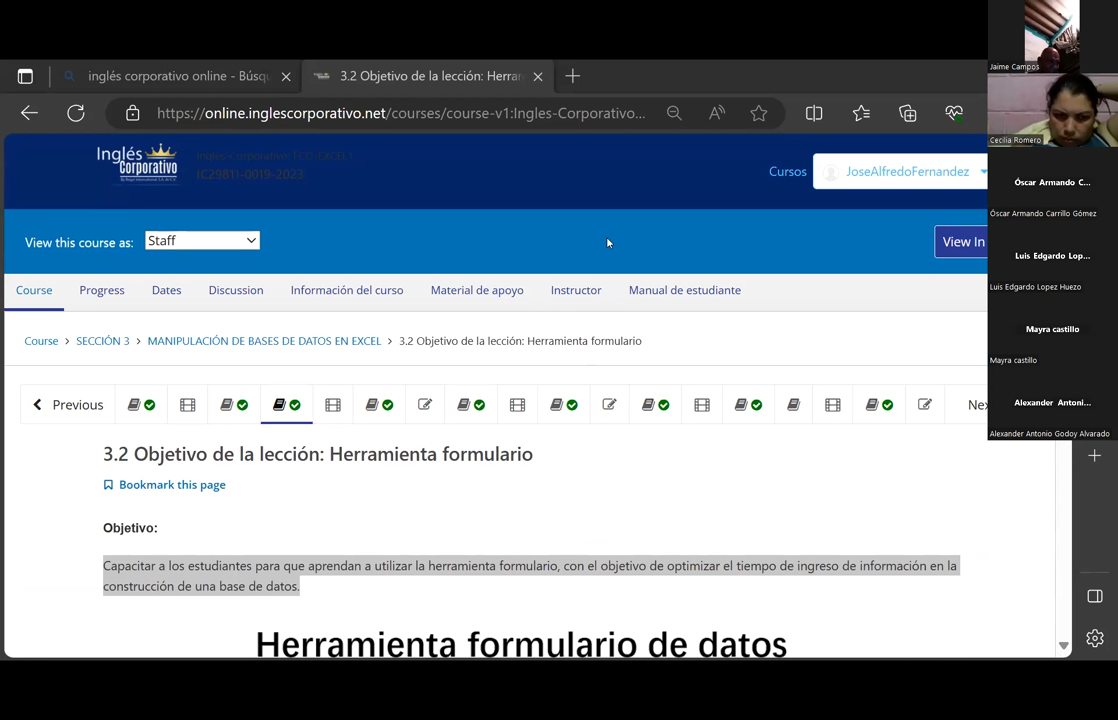 inglés corporativo online - Búsqu
3.2 Objetivo de la lección: Herra
https://online.inglescorporativo.net/courses/course-v1:Ingles-Corporativo...
Inglés
Corporativo
IC29811-0019-2023
Cursos
JoseAlfredoFernandez
View this course as:
Staff
View In
Course
Progress
Dates
Discussion
Información del curso
Material de apoyo
Instructor
Manual de estudiante
Course > SECCIÓN 3 > MANIPULACIÓN DE BASES DE DATOS EN EXCEL > 3.2 Objetivo de la lección: Herramienta formulario
Previous
Nex
3.2 Objetivo de la lección: Herramienta formulario
Bookmark this page
Objetivo:
Capacitar a los estudiantes para que aprendan a utilizar la herramienta formulario, con el objetivo de optimizar el tiempo de ingreso de información en la
construcción de una base de datos.
Herramienta formulario de datos
Jaime Campos
Cecilia Romero
Óscar Armando C...
Óscar Armando Carrillo Gómez
Luis Edgardo Lop...
Luis Edgardo Lopez Huezo
Mayra castillo
Mayra castillo
Alexander Antoni...
Alexander Antonio Godoy Alvarado